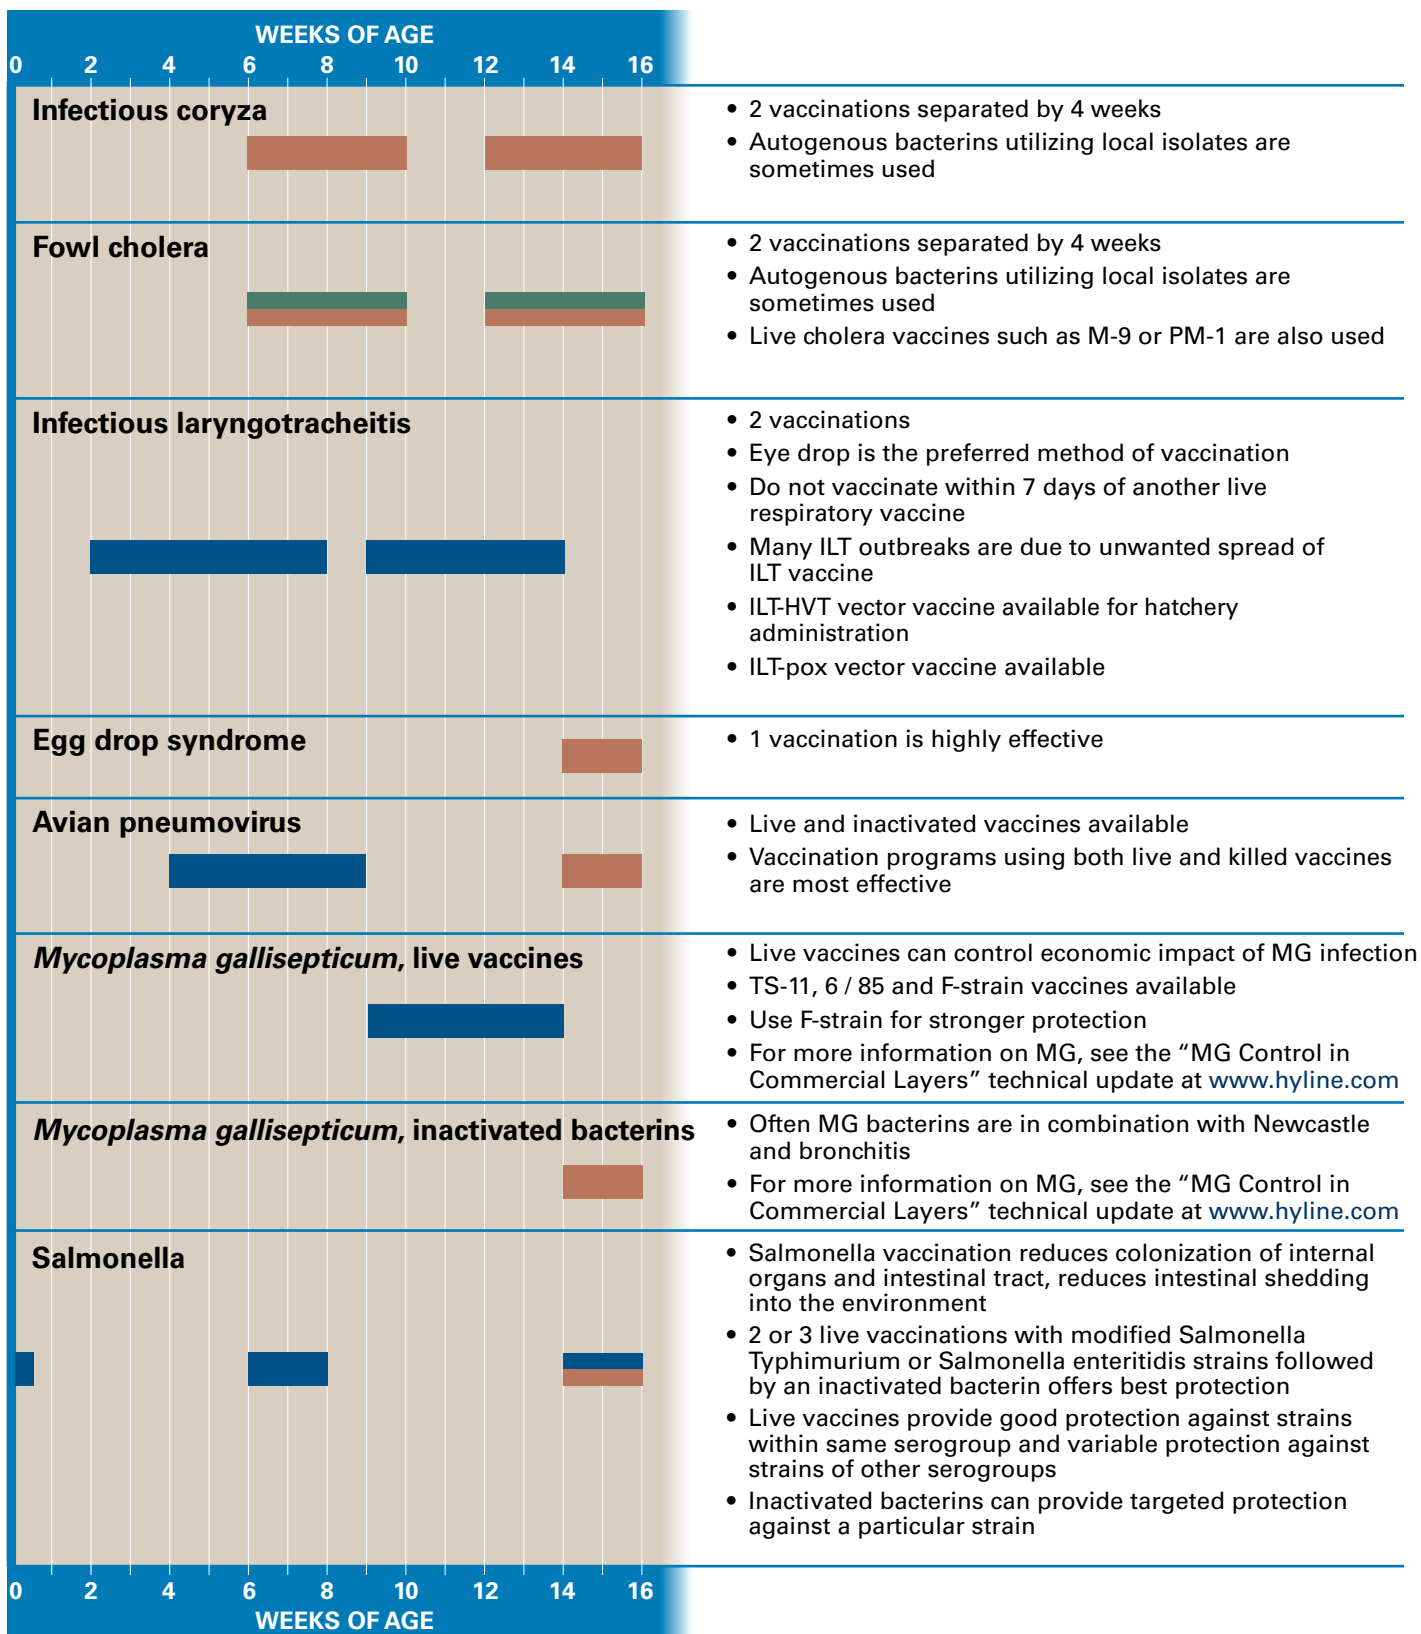 WEEKS OF AGE
0 2 4 6 8 10 12 14 16
Infectious coryza
• 2 vaccinations separated by 4 weeks
• Autogenous bacterins utilizing local isolates are
sometimes used
Fowl cholera
• 2 vaccinations separated by 4 weeks
• Autogenous bacterins utilizing local isolates are
sometimes used
• Live cholera vaccines such as M-9 or PM-1 are also used
Infectious laryngotracheitis
• 2 vaccinations
• Eye drop is the preferred method of vaccination
• Do not vaccinate within 7 days of another live
respiratory vaccine
• Many ILT outbreaks are due to unwanted spread of
ILT vaccine
• ILT-HVT vector vaccine available for hatchery
administration
• ILT-pox vector vaccine available
Egg drop syndrome
• 1 vaccination is highly effective
Avian pneumovirus
• Live and inactivated vaccines available
• Vaccination programs using both live and killed vaccines
are most effective
Mycoplasma gallisepticum, live vaccines
• Live vaccines can control economic impact of MG infection
• TS-11, 6 / 85 and F-strain vaccines available
• Use F-strain for stronger protection
• For more information on MG, see the “MG Control in
Commercial Layers” technical update at www.hyline.com
Mycoplasma gallisepticum, inactivated bacterins
• Often MG bacterins are in combination with Newcastle
and bronchitis
• For more information on MG, see the “MG Control in
Commercial Layers” technical update at www.hyline.com
Salmonella
• Salmonella vaccination reduces colonization of internal
organs and intestinal tract, reduces intestinal shedding
into the environment
• 2 or 3 live vaccinations with modified Salmonella
Typhimurium or Salmonella enteritidis strains followed
by an inactivated bacterin offers best protection
• Live vaccines provide good protection against strains
within same serogroup and variable protection against
strains of other serogroups
• Inactivated bacterins can provide targeted protection
against a particular strain
0 2 4 6 8 10 12 14 16
WEEKS OF AGE